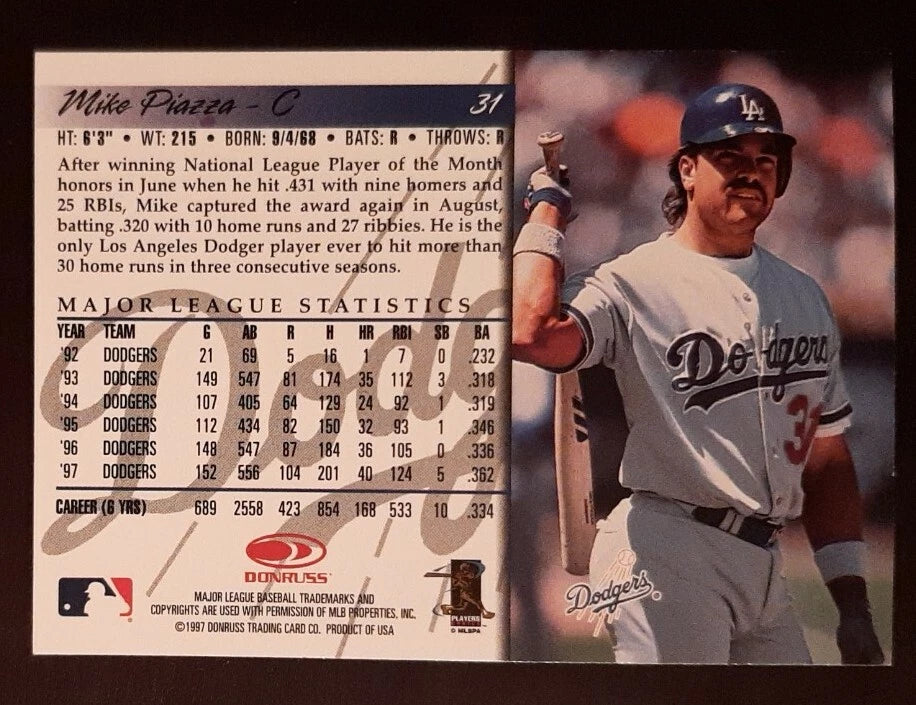 Mike Piazza - C 31
HT: 6'3" • WT: 215 • BORN: 9/4/68 • BATS: R • THROWS: R
After winning National League Player of the Month
honors in June when he hit .431 with nine homers and
25 RBIs, Mike captured the award again in August,
batting .320 with 10 home runs and 27 ribbies. He is the
only Los Angeles Dodger player ever to hit more than
30 home runs in three consecutive seasons.
MAJOR LEAGUE STATISTICS
YEAR TEAM G AB R H HR RBI SB BA
'92 DODGERS 21 69 5 16 1 7 0 .232
'93 DODGERS 149 547 81 174 35 112 3 .318
'94 DODGERS 107 405 64 129 24 92 1 .319
'95 DODGERS 112 434 82 150 32 93 1 .346
'96 DODGERS 148 547 87 184 36 105 0 .336
'97 DODGERS 152 556 104 201 40 124 5 .362
CAREER (6 YRS) 689 2558 423 854 168 533 10 .334
DONRUSS
MAJOR LEAGUE BASEBALL TRADEMARKS AND
COPYRIGHTS ARE USED WITH PERMISSION OF MLB PROPERTIES, INC.
©1997 DONRUSS TRADING CARD CO. PRODUCT OF USA
PLAYERS
© MLBPA
LA
Dodgers
31
Dodgers